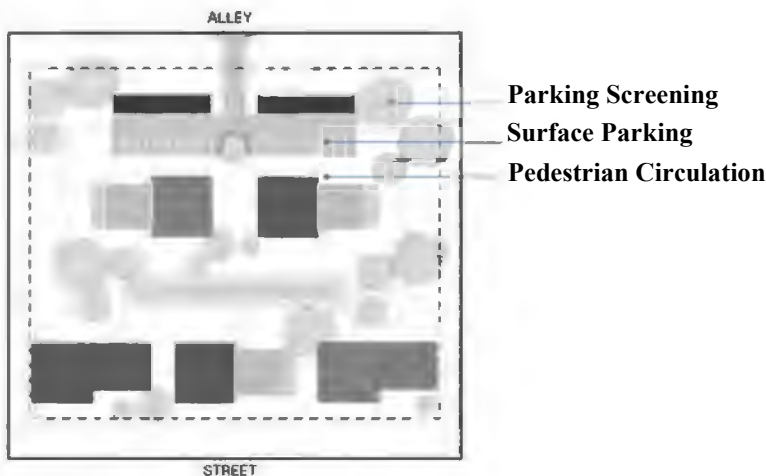 ALLEY
Parking Screening
Surface Parking
Pedestrian Circulation
STREET